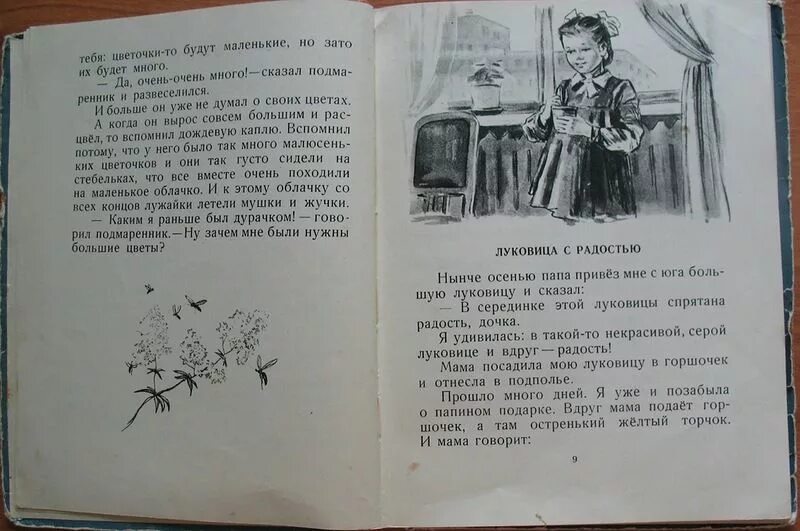 тебя: цветочки-то будут маленькие, но зато
их будет много.
— Да, очень-очень много!—сказал подма-
ренник и развеселился.
И больше он уже не думал о своих цветах.
А когда он вырос совсем большим и рас-
цвёл, то вспомнил дождевую каплю. Вспомнил
потому, что у него было так много малюсень-
ких цветочков и они так густо сидели на
стебельках, что все вместе очень походили
на маленькое облачко. И к этому облачку со
всех концов лужайки летели мушки и жучки.
— Каким я раньше был дурачком! — гово-
рил подмаренник.—Ну зачем мне были нужны
большие цветы?
ЛУКОВИЦА С РАДОСТЬЮ
Нынче осенью папа привёз мне с юга боль-
шую луковицу и сказал:
— В серединке этой луковицы спрятана
радость, дочка.
Я удивилась: в такой-то некрасивой, серой
луковице и вдруг—радость!
Мама посадила мою луковицу в горшочек
и отнесла в подполье.
Прошло много дней. Я уже и позабыла
о папином подарке. Вдруг мама подаёт гор-
шочек, а там остренький жёлтый торчок.
И мама говорит:
9